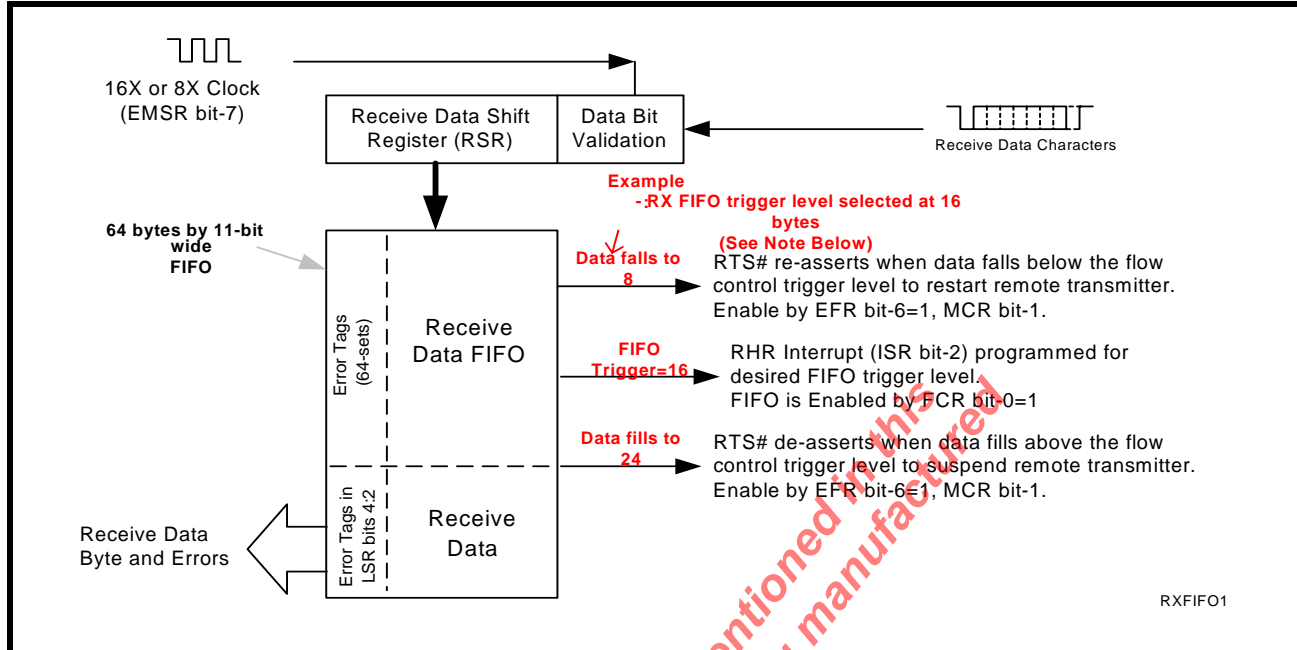 16X or 8X Clock
(EMSR bit-7)
Receive Data Shift
Register (RSR)
Data Bit
Validation
Receive Data Characters
Example
-:RX FIFO trigger level selected at 16
bytes
(See Note Below)
64 bytes by 11-bit
wide
FIFO
Error Tags
(64-sets)
Receive
Data FIFO
Data falls to
8
RTS# re-asserts when data falls below the flow
control trigger level to restart remote transmitter.
Enable by EFR bit-6=1, MCR bit-1.
FIFO
Trigger=16
RHR Interrupt (ISR bit-2) programmed for
desired FIFO trigger level.
FIFO is Enabled by FCR bit-0=1
Data fills to
24
RTS# de-asserts when data fills above the flow
control trigger level to suspend remote transmitter.
Enable by EFR bit-6=1, MCR bit-1.
Error Tags in
LSR bits 4:2
Receive
Data
Receive Data
Byte and Errors
RXFIFO1
mentioned in this
manufactured